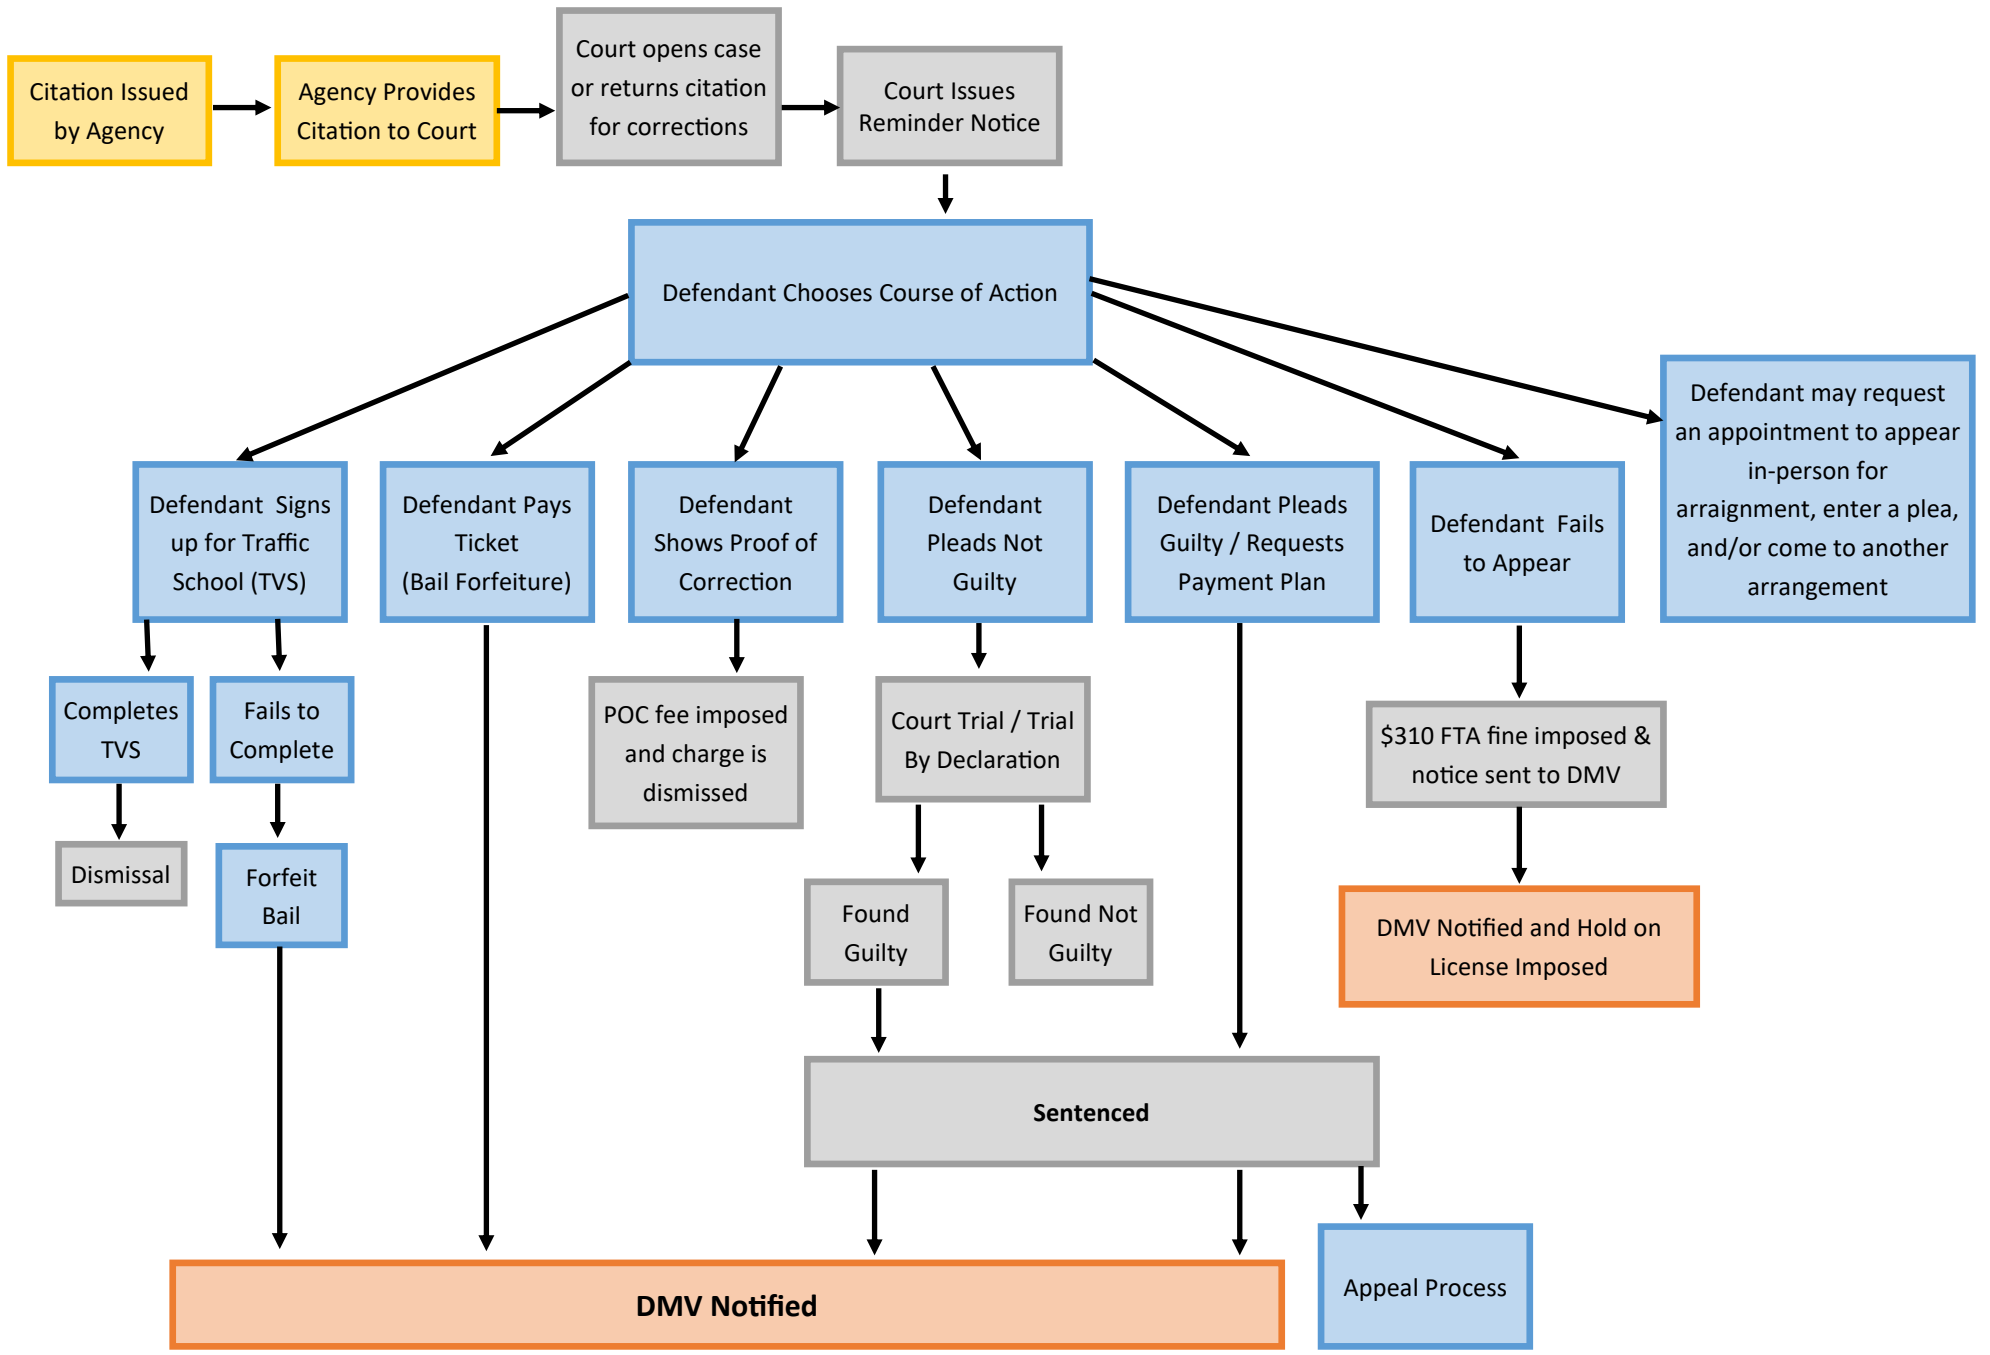 Citation Issued
by Agency
Agency Provides
Citation to Court
Court opens case
or returns citation
for corrections
Court Issues
Reminder Notice
Defendant Chooses Course of Action
Defendant  Signs
up for Traffic
School (TVS)
Defendant Pays
Ticket
(Bail Forfeiture)
Defendant
Shows Proof of
Correction
Defendant
Pleads Not
Guilty
Defendant Pleads
Guilty / Requests
Payment Plan
Defendant  Fails
to Appear
Defendant may request
an appointment to appear
in-person for
arraignment, enter a plea,
and/or come to another
arrangement
Completes
TVS
Fails to
Complete
POC fee imposed
and charge is
dismissed
Court Trial / Trial
By Declaration
$310 FTA fine imposed &
notice sent to DMV
Dismissal
Forfeit
Bail
Found
Guilty
Found Not
Guilty
DMV Notified and Hold on
License Imposed
Sentenced
DMV Notified
Appeal Process